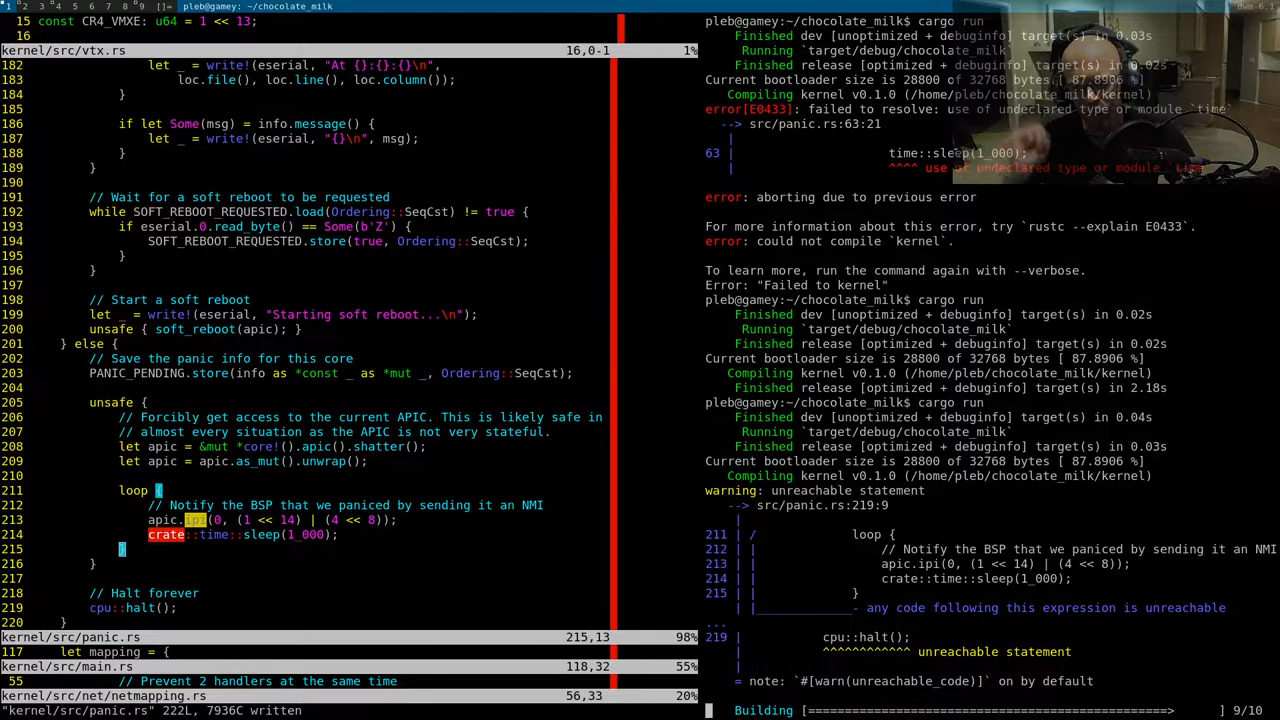 1 2 3 4 5 6 7 8 9 []= pleb@gamey:~/chocolate_milk dwm-6.1
15 const CR4_VMXE: u64 = 1 << 13;
16
kernel/src/vtx.rs 16,0-1 1%
182 let _ = write!(eserial, "At {}:{}:{}\n",
183 loc.file(), loc.line(), loc.column());
184 }
185
186 if let Some(msg) = info.message() {
187 let _ = write!(eserial, "{}\n", msg);
188 }
189 }
190
191 // Wait for a soft reboot to be requested
192 while SOFT_REBOOT_REQUESTED.load(Ordering::SeqCst) != true {
193 if eserial.0.read_byte() == Some(b'Z') {
194 SOFT_REBOOT_REQUESTED.store(true, Ordering::SeqCst);
195 }
196 }
197
198 // Start a soft reboot
199 let _ = write!(eserial, "Starting soft reboot...\n");
200 unsafe { soft_reboot(apic); }
201 } else {
202 // Save the panic info for this core
203 PANIC_PENDING.store(info as *const _ as *mut _, Ordering::SeqCst);
204
205 unsafe {
206 // Forcibly get access to the current APIC. This is likely safe in
207 // almost every situation as the APIC is not very stateful.
208 let apic = &mut *core!().apic().shatter();
209 let apic = apic.as_mut().unwrap();
210
211 loop {
212 // Notify the BSP that we paniced by sending it an NMI
213 apic.ipi(0, (1 << 14) | (4 << 8));
214 crate::time::sleep(1_000);
215 }
216 }
217
218 // Halt forever
219 cpu::halt();
220 }
kernel/src/panic.rs 215,13 98%
117 let mapping = {
kernel/src/main.rs 118,32 55%
55 // Prevent 2 handlers at the same time
kernel/src/net/netmapping.rs 56,33 20%
"kernel/src/panic.rs" 222L, 7936C written
pleb@gamey:~/chocolate_milk$ cargo run
Finished dev [unoptimized + debuginfo] target(s) in 0.03s
Running `target/debug/chocolate_milk`
Finished release [optimized + debuginfo] target(s) in 0.02s
Current bootloader size is 28800 of 32768 bytes [ 87.8906 %]
Compiling kernel v0.1.0 (/home/pleb/chocolate_milk/kernel)
error[E0433]: failed to resolve: use of undeclared type or module `time`
--> src/panic.rs:63:21
|
63 | time::sleep(1_000);
| ^^^^ use of undeclared type or module `time`
error: aborting due to previous error
For more information about this error, try `rustc --explain E0433`.
error: could not compile `kernel`.
To learn more, run the command again with --verbose.
Error: "Failed to kernel"
pleb@gamey:~/chocolate_milk$ cargo run
Finished dev [unoptimized + debuginfo] target(s) in 0.02s
Running `target/debug/chocolate_milk`
Finished release [optimized + debuginfo] target(s) in 0.02s
Current bootloader size is 28800 of 32768 bytes [ 87.8906 %]
Compiling kernel v0.1.0 (/home/pleb/chocolate_milk/kernel)
Finished release [optimized + debuginfo] target(s) in 2.18s
pleb@gamey:~/chocolate_milk$ cargo run
Finished dev [unoptimized + debuginfo] target(s) in 0.04s
Running `target/debug/chocolate_milk`
Finished release [optimized + debuginfo] target(s) in 0.03s
Current bootloader size is 28800 of 32768 bytes [ 87.8906 %]
Compiling kernel v0.1.0 (/home/pleb/chocolate_milk/kernel)
warning: unreachable statement
--> src/panic.rs:219:9
|
211 | / loop {
212 | | // Notify the BSP that we paniced by sending it an NMI
213 | | apic.ipi(0, (1 << 14) | (4 << 8));
214 | | crate::time::sleep(1_000);
215 | | }
| |_____________- any code following this expression is unreachable
...
219 | cpu::halt();
| ^^^^^^^^^^^^ unreachable statement
|
= note: `#[warn(unreachable_code)]` on by default
Building [=================================================> ] 9/10